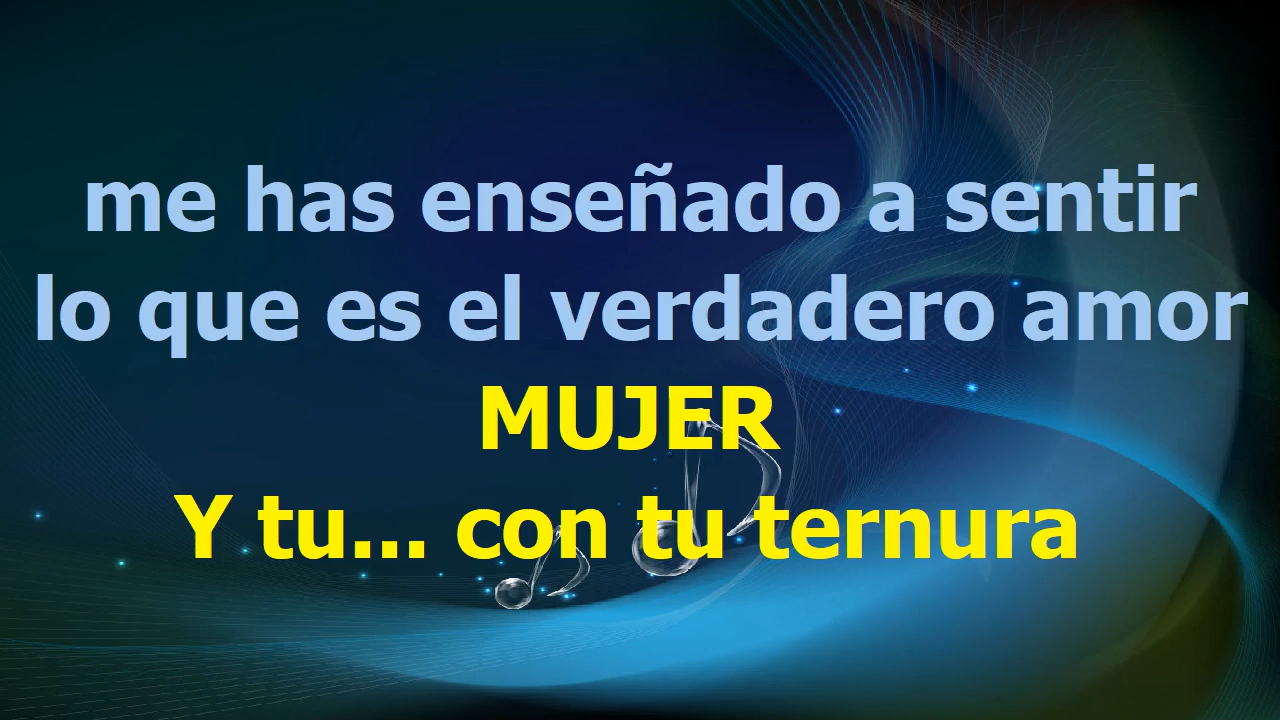 me has enseñado a sentir
lo que es el verdadero amor
MUJER
Y tu... con tu ternura